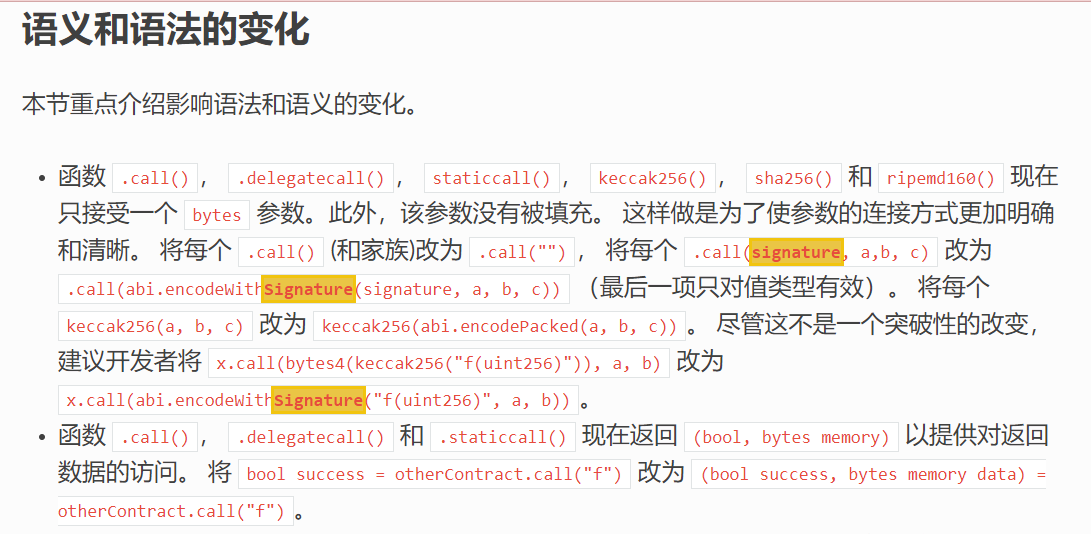 语义和语法的变化
本节重点介绍影响语法和语义的变化。
• 函数 .call() ， .delegatecall() ， staticcall() ， keccak256() ， sha256() 和 ripemd160() 现在
只接受一个 bytes 参数。此外，该参数没有被填充。 这样做是为了使参数的连接方式更加明确
和清晰。 将每个 .call() (和家族)改为 .call("") ， 将每个 .call(signature, a,b, c) 改为
.call(abi.encodeWithSignature(signature, a, b, c)) （最后一项只对值类型有效）。 将每个
keccak256(a, b, c) 改为 keccak256(abi.encodePacked(a, b, c)) 。 尽管这不是一个突破性的改变，
建议开发者将 x.call(bytes4(keccak256("f(uint256)")), a, b) 改为
x.call(abi.encodeWithSignature("f(uint256)", a, b)) 。
• 函数 .call() ， .delegatecall() 和 .staticcall() 现在返回 (bool, bytes memory) 以提供对返回
数据的访问。 将 bool success = otherContract.call("f") 改为 (bool success, bytes memory data) =
otherContract.call("f") 。